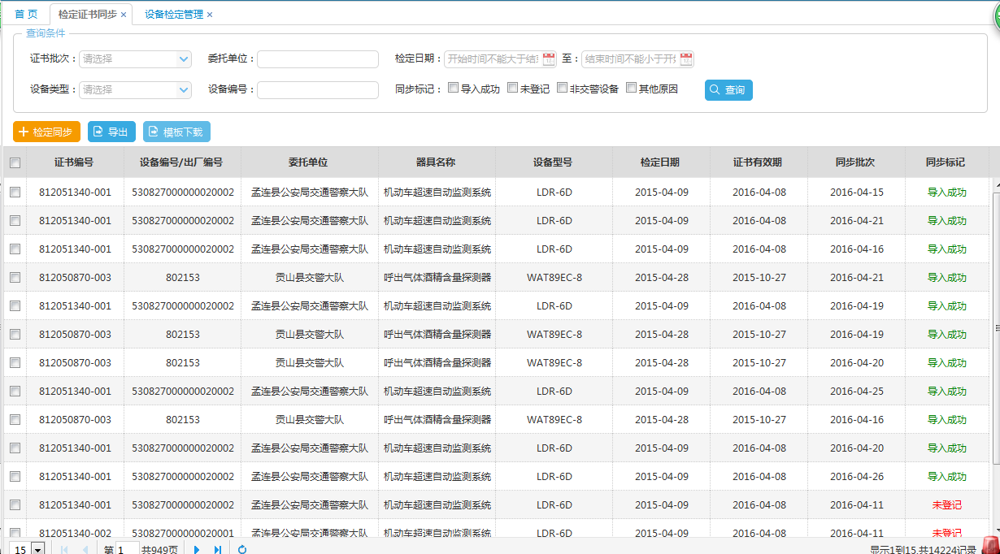 首 页 检定证书同步 × 设备检定管理 ×
查询条件
证书批次： 请选择 委托单位： 检定日期： 开始时间不能大于结 至： 结束时间不能小于开
设备类型： 请选择 设备编号： 同步标记： 导入成功 未登记 非交警设备 其他原因 查询
检定同步 导出 模板下载
证书编号 设备编号/出厂编号 委托单位 器具名称 设备型号 检定日期 证书有效期 同步批次 同步标记
812051340-001 530827000000020002 孟连县公安局交通警察大队 机动车超速自动监测系统 LDR-6D 2015-04-09 2016-04-08 2016-04-15 导入成功
812051340-001 530827000000020002 孟连县公安局交通警察大队 机动车超速自动监测系统 LDR-6D 2015-04-09 2016-04-08 2016-04-21 导入成功
812051340-001 530827000000020002 孟连县公安局交通警察大队 机动车超速自动监测系统 LDR-6D 2015-04-09 2016-04-08 2016-04-16 导入成功
812050870-003 802153 贡山县交警大队 呼出气体酒精含量探测器 WAT89EC-8 2015-04-28 2015-10-27 2016-04-21 导入成功
812051340-001 530827000000020002 孟连县公安局交通警察大队 机动车超速自动监测系统 LDR-6D 2015-04-09 2016-04-08 2016-04-19 导入成功
812050870-003 802153 贡山县交警大队 呼出气体酒精含量探测器 WAT89EC-8 2015-04-28 2015-10-27 2016-04-19 导入成功
812050870-003 802153 贡山县交警大队 呼出气体酒精含量探测器 WAT89EC-8 2015-04-28 2015-10-27 2016-04-20 导入成功
812051340-001 530827000000020002 孟连县公安局交通警察大队 机动车超速自动监测系统 LDR-6D 2015-04-09 2016-04-08 2016-04-25 导入成功
812050870-003 802153 贡山县交警大队 呼出气体酒精含量探测器 WAT89EC-8 2015-04-28 2015-10-27 2016-04-16 导入成功
812051340-001 530827000000020002 孟连县公安局交通警察大队 机动车超速自动监测系统 LDR-6D 2015-04-09 2016-04-08 2016-04-20 导入成功
812051340-001 530827000000020002 孟连县公安局交通警察大队 机动车超速自动监测系统 LDR-6D 2015-04-09 2016-04-08 2016-04-26 导入成功
812051340-001 530827000000020002 孟连县公安局交通警察大队 机动车超速自动监测系统 LDR-6D 2015-04-09 2016-04-08 2016-04-11 未登记
812051340-002 530827000000020001 孟连县公安局交通警察大队 机动车超速自动监测系统 LDR-6D 2015-04-09 2016-04-08 2016-04-11 未登记
15 第 1 共949页 显示1到15,共14224记录